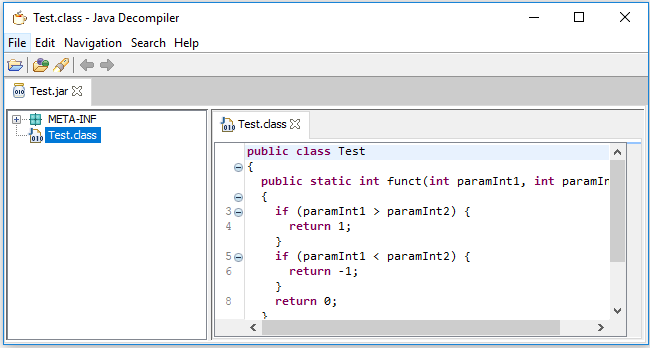 Test.class - Java Decompiler
File Edit Navigation Search Help
Test.jar
META-INF
Test.class
Test.class
public class Test
{
public static int funct(int paramInt1, int paramIn
{
3 if (paramInt1 > paramInt2) {
4 return 1;
}
5 if (paramInt1 < paramInt2) {
6 return -1;
}
8 return 0;
}